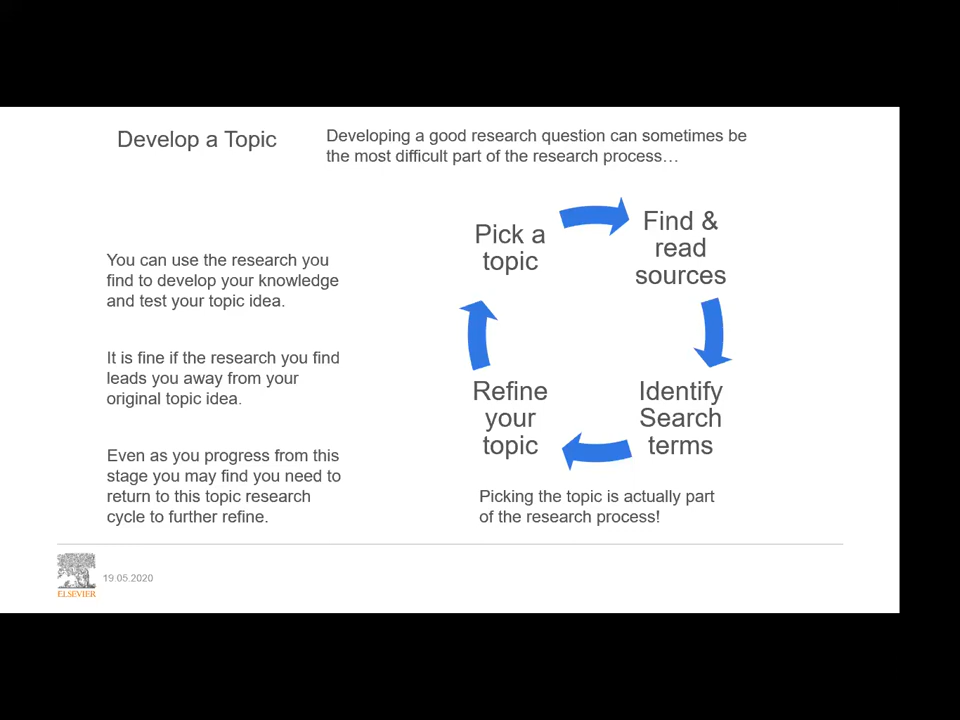 Develop a Topic
Developing a good research question can sometimes be
the most difficult part of the research process…
You can use the research you
find to develop your knowledge
and test your topic idea.
It is fine if the research you find
leads you away from your
original topic idea.
Even as you progress from this
stage you may find you need to
return to this topic research
cycle to further refine.
Pick a
topic
Find &
read
sources
Identify
Search
terms
Refine
your
topic
Picking the topic is actually part
of the research process!
ELSEVIER
19.05.2020